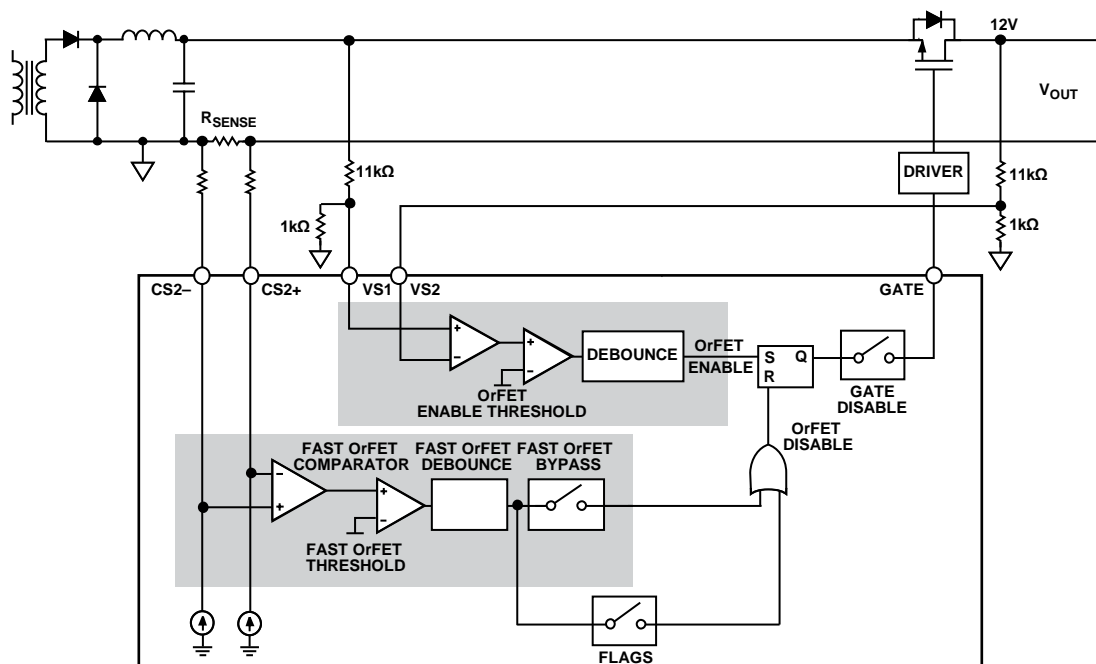 12V
VOUT
RSENSE
11kΩ
DRIVER
11kΩ
1kΩ
1kΩ
CS2–
CS2+
VS1
VS2
GATE
+
–
+
–
DEBOUNCE
OrFET
ENABLE
S
R
Q
OrFET
ENABLE THRESHOLD
GATE
DISABLE
OrFET
DISABLE
FAST OrFET
COMPARATOR
FAST OrFET
DEBOUNCE
FAST OrFET
BYPASS
–
+
+
–
FAST OrFET
THRESHOLD
FLAGS